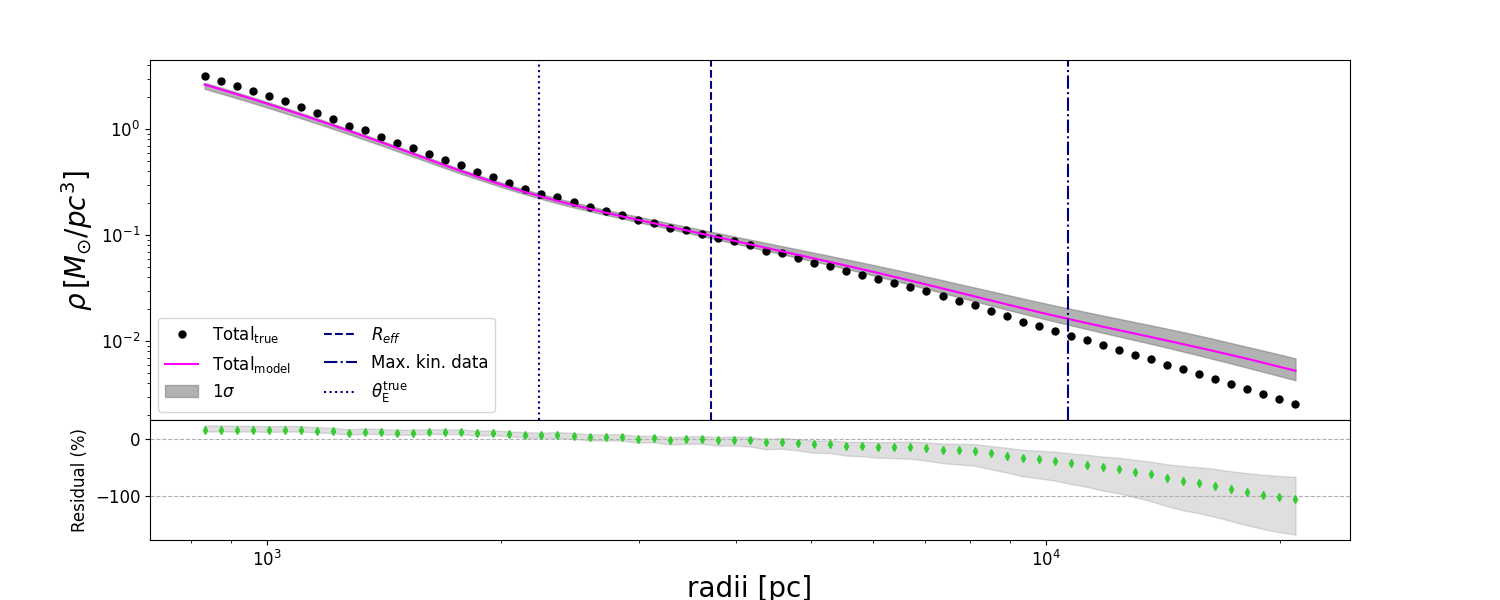 ρ [M⊙/pc³]
10⁰
10⁻¹
10⁻²
Total_true
Total_model
1σ
R_eff
Max. kin. data
θ_E^true
Residual (%)
0
−100
10³
10⁴
radii [pc]